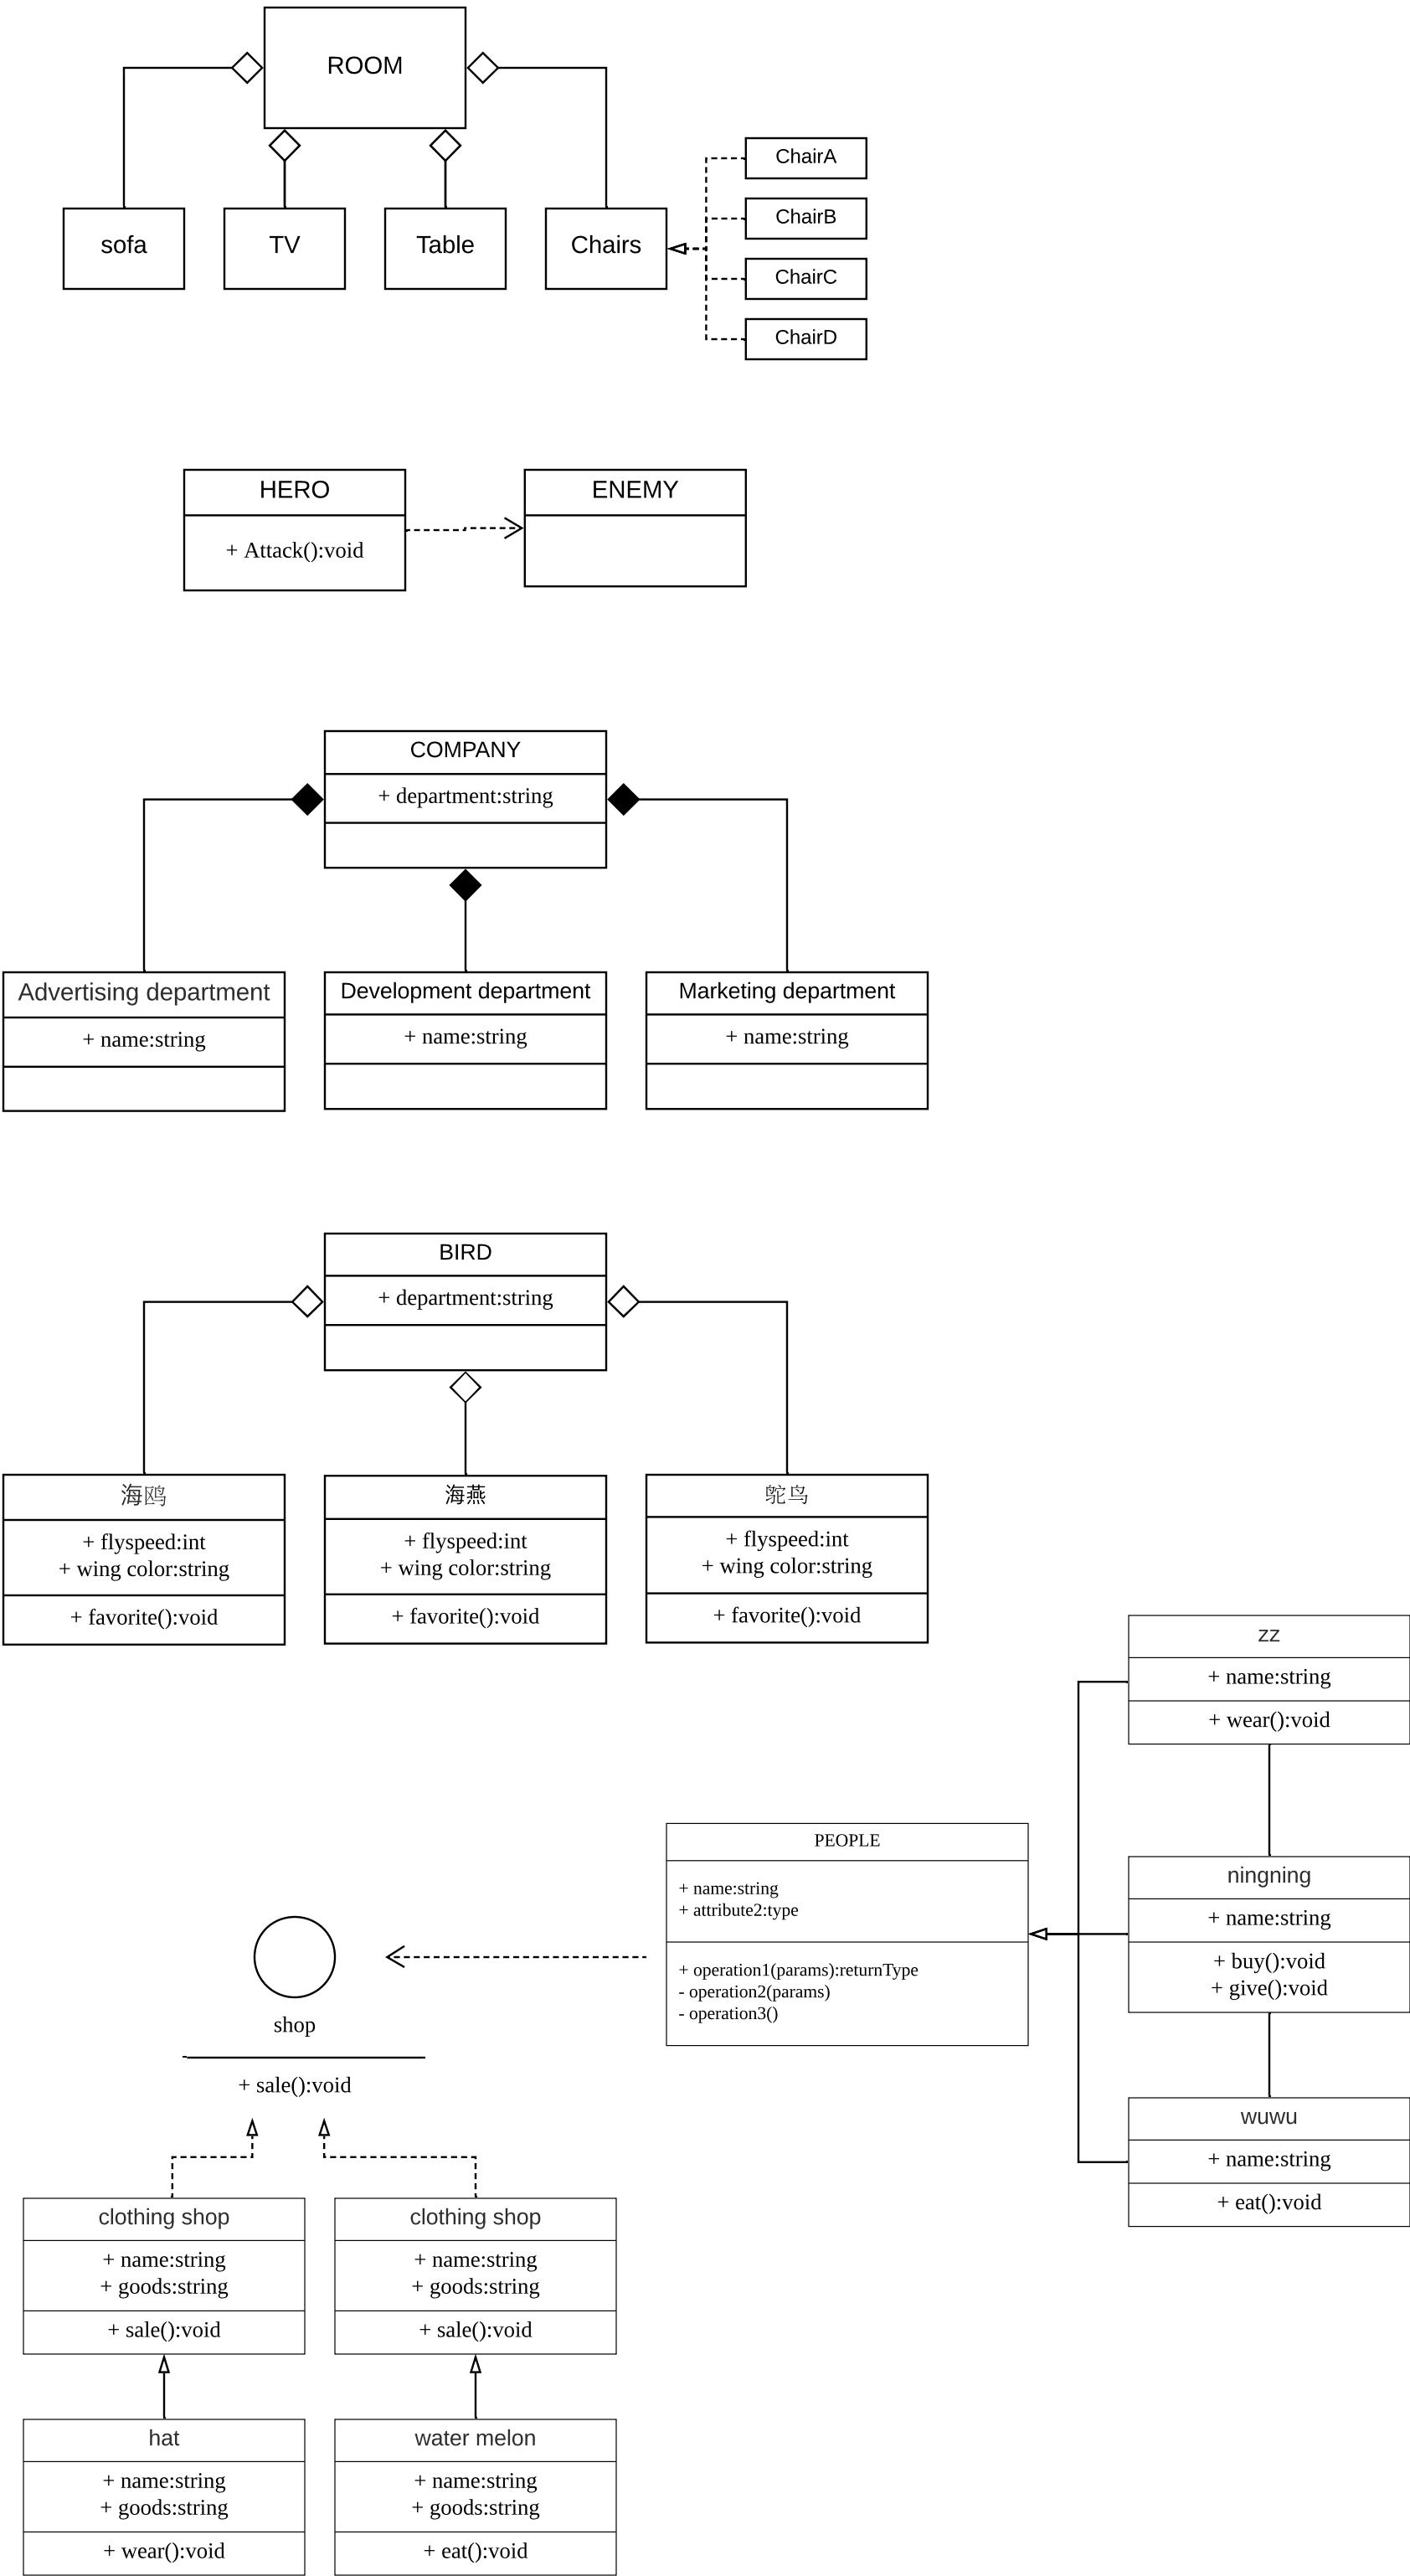 ROOM
sofa
TV
Table
Chairs
ChairA
ChairB
ChairC
ChairD
HERO
+ Attack():void
ENEMY
COMPANY
+ department:string
Advertising department
+ name:string
Development department
+ name:string
Marketing department
+ name:string
BIRD
+ department:string
海鸥
+ flyspeed:int
+ wing color:string
+ favorite():void
海燕
+ flyspeed:int
+ wing color:string
+ favorite():void
鸵鸟
+ flyspeed:int
+ wing color:string
+ favorite():void
zz
+ name:string
+ wear():void
PEOPLE
+ name:string
+ attribute2:type
+ operation1(params):returnType
- operation2(params)
- operation3()
ningning
+ name:string
+ buy():void
+ give():void
wuwu
+ name:string
+ eat():void
shop
+ sale():void
clothing shop
+ name:string
+ goods:string
+ sale():void
clothing shop
+ name:string
+ goods:string
+ sale():void
hat
+ name:string
+ goods:string
+ wear():void
water melon
+ name:string
+ goods:string
+ eat():void